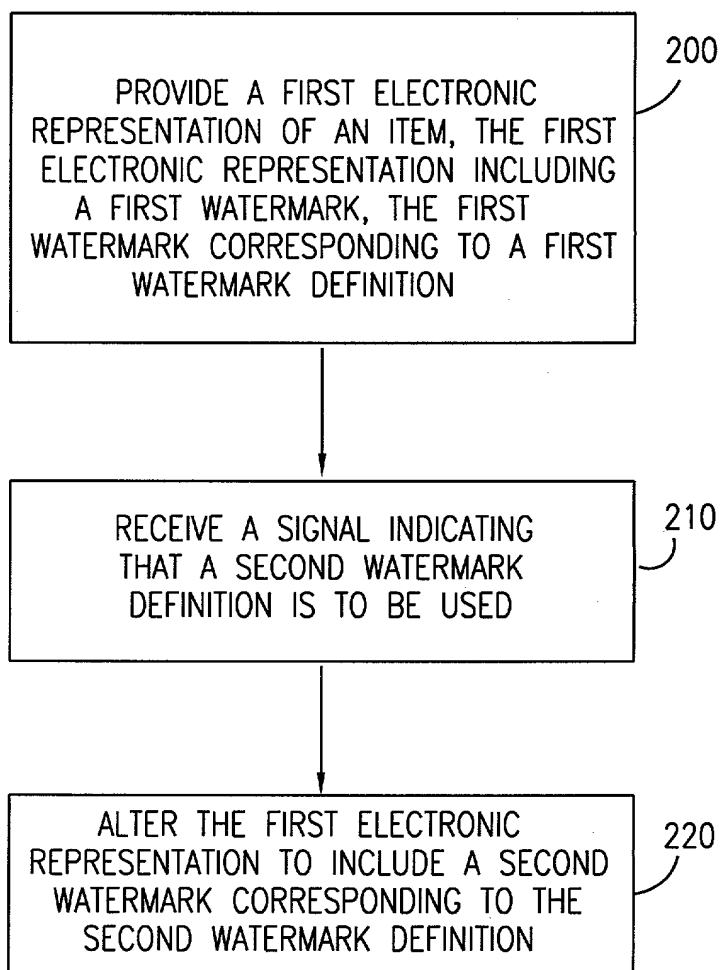 200
PROVIDE A FIRST ELECTRONIC
REPRESENTATION OF AN ITEM, THE FIRST
ELECTRONIC REPRESENTATION INCLUDING
A FIRST WATERMARK, THE FIRST
WATERMARK CORRESPONDING TO A FIRST
WATERMARK DEFINITION
210
RECEIVE A SIGNAL INDICATING
THAT A SECOND WATERMARK
DEFINITION IS TO BE USED
220
ALTER THE FIRST ELECTRONIC
REPRESENTATION TO INCLUDE A SECOND
WATERMARK CORRESPONDING TO THE
SECOND WATERMARK DEFINITION